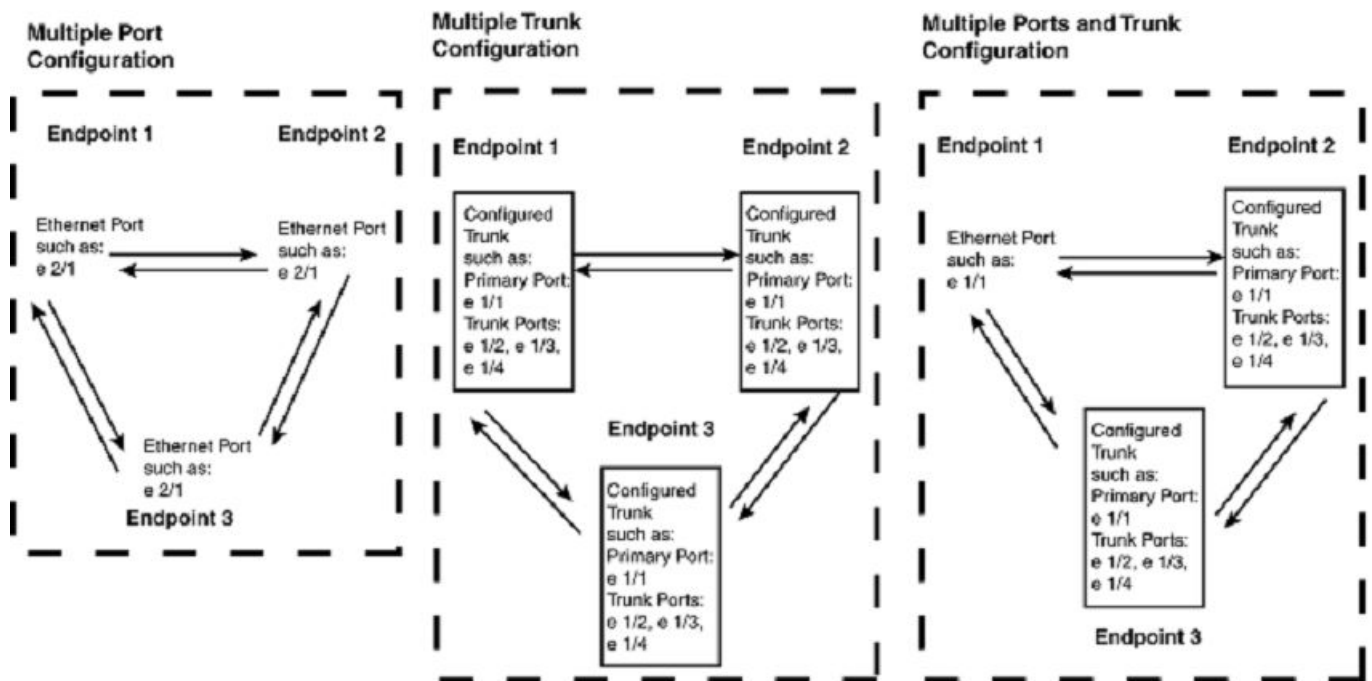 Multiple Port
Configuration
Endpoint 1
Endpoint 2
Ethernet Port
such as:
e 2/1
Ethernet Port
such as:
e 2/1
Ethernet Port
such as:
e 2/1
Endpoint 3
Multiple Trunk
Configuration
Endpoint 1
Endpoint 2
Configured
Trunk
such as:
Primary Port:
e 1/1
Trunk Ports:
e 1/2, e 1/3,
e 1/4
Configured
Trunk
such as:
Primary Port:
e 1/1
Trunk Ports:
e 1/2, e 1/3,
e 1/4
Endpoint 3
Configured
Trunk
such as:
Primary Port:
e 1/1
Trunk Ports:
e 1/2, e 1/3,
e 1/4
Multiple Ports and Trunk
Configuration
Endpoint 1
Endpoint 2
Ethernet Port
such as:
e 1/1
Configured
Trunk
such as:
Primary Port:
e 1/1
Trunk Ports:
e 1/2, e 1/3,
e 1/4
Configured
Trunk
such as:
Primary Port:
e 1/1
Trunk Ports:
e 1/2, e 1/3,
e 1/4
Endpoint 3